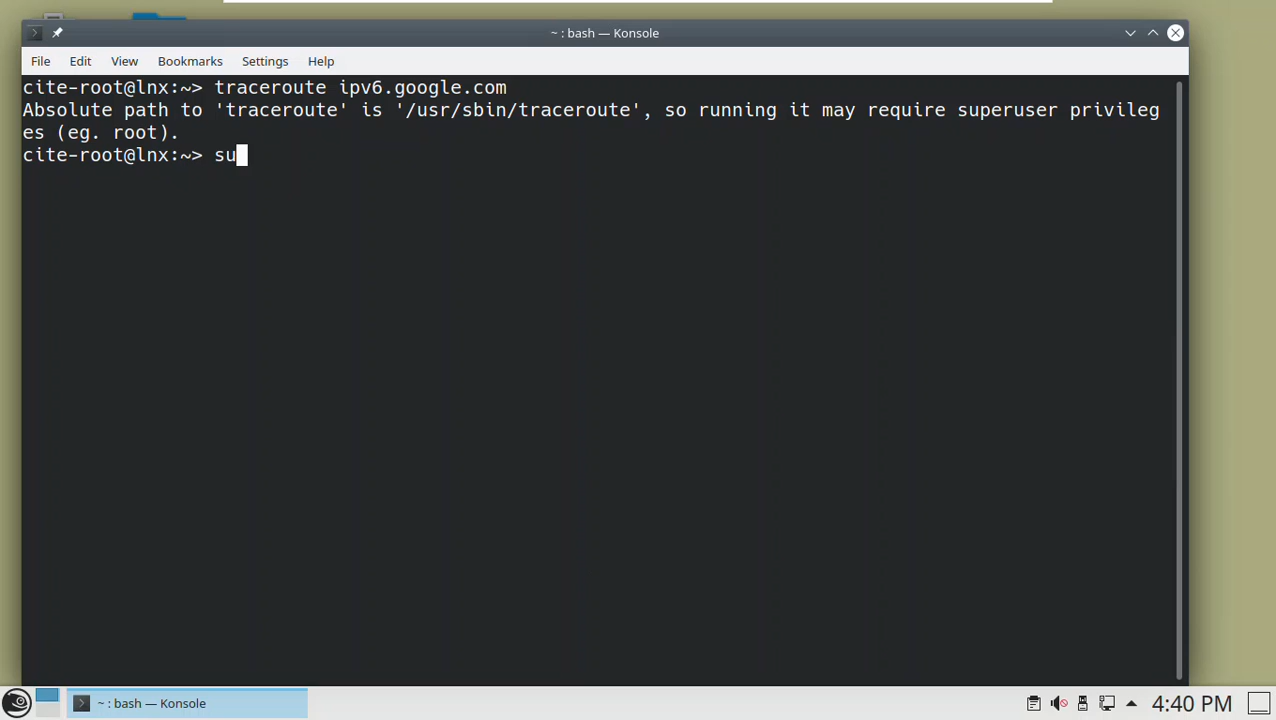 ~ : bash — Konsole
File Edit View Bookmarks Settings Help
cite-root@lnx:~> traceroute ipv6.google.com
Absolute path to 'traceroute' is '/usr/sbin/traceroute', so running it may require superuser privileg
es (eg. root).
cite-root@lnx:~> su
~ : bash — Konsole
4:40 PM